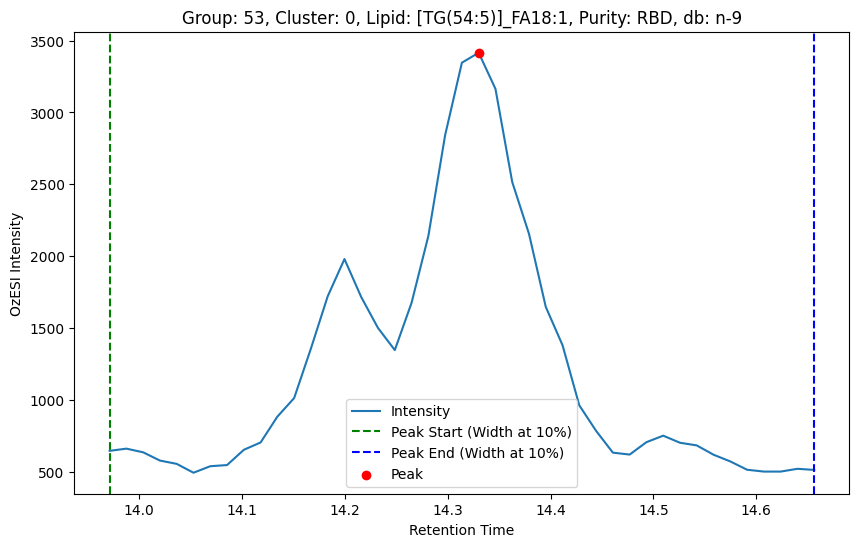 Group: 53, Cluster: 0, Lipid: [TG(54:5)]_FA18:1, Purity: RBD, db: n-9
3500
3000
2500
2000
1500
1000
500
OzESI Intensity
Intensity
Peak Start (Width at 10%)
Peak End (Width at 10%)
Peak
14.0 14.1 14.2 14.3 14.4 14.5 14.6
Retention Time